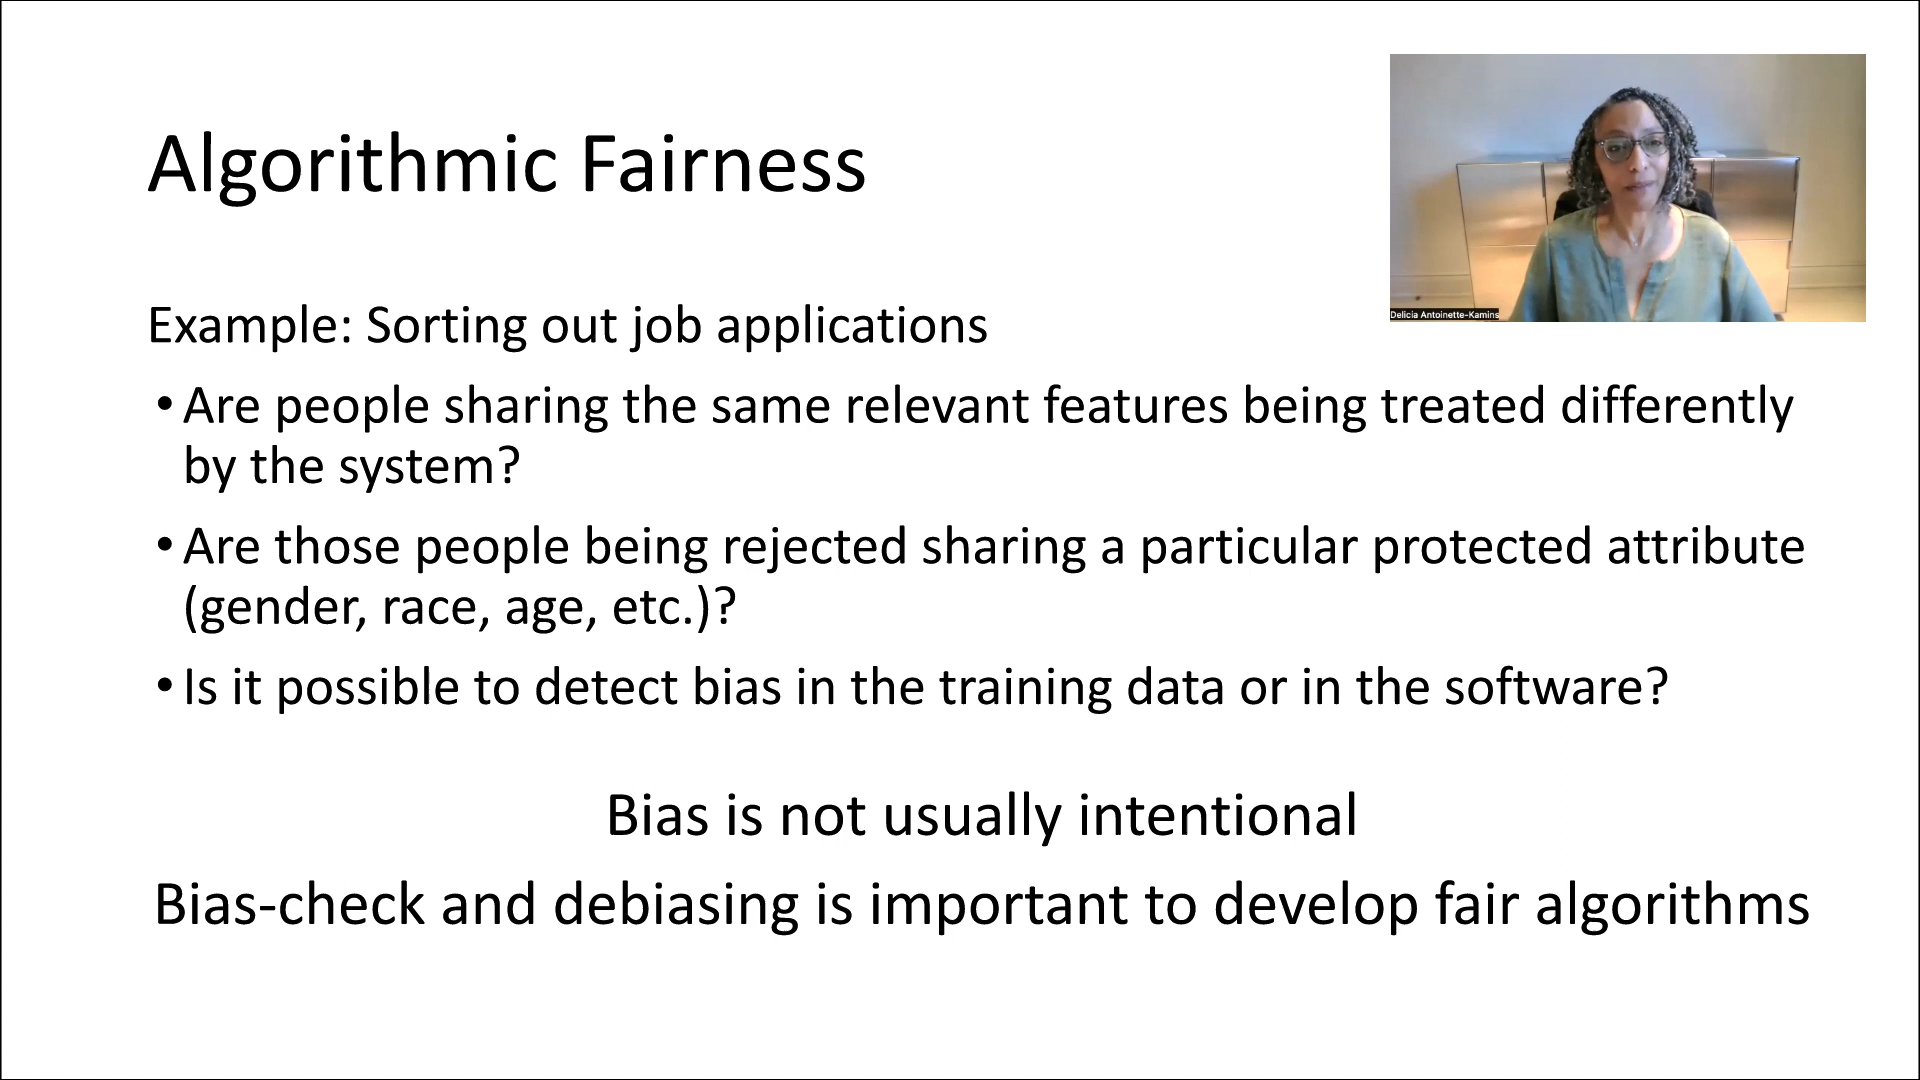 Algorithmic Fairness
Delicia Antoinette-Kamins
Example: Sorting out job applications
• Are people sharing the same relevant features being treated differently
by the system?
• Are those people being rejected sharing a particular protected attribute
(gender, race, age, etc.)?
• Is it possible to detect bias in the training data or in the software?
Bias is not usually intentional
Bias-check and debiasing is important to develop fair algorithms